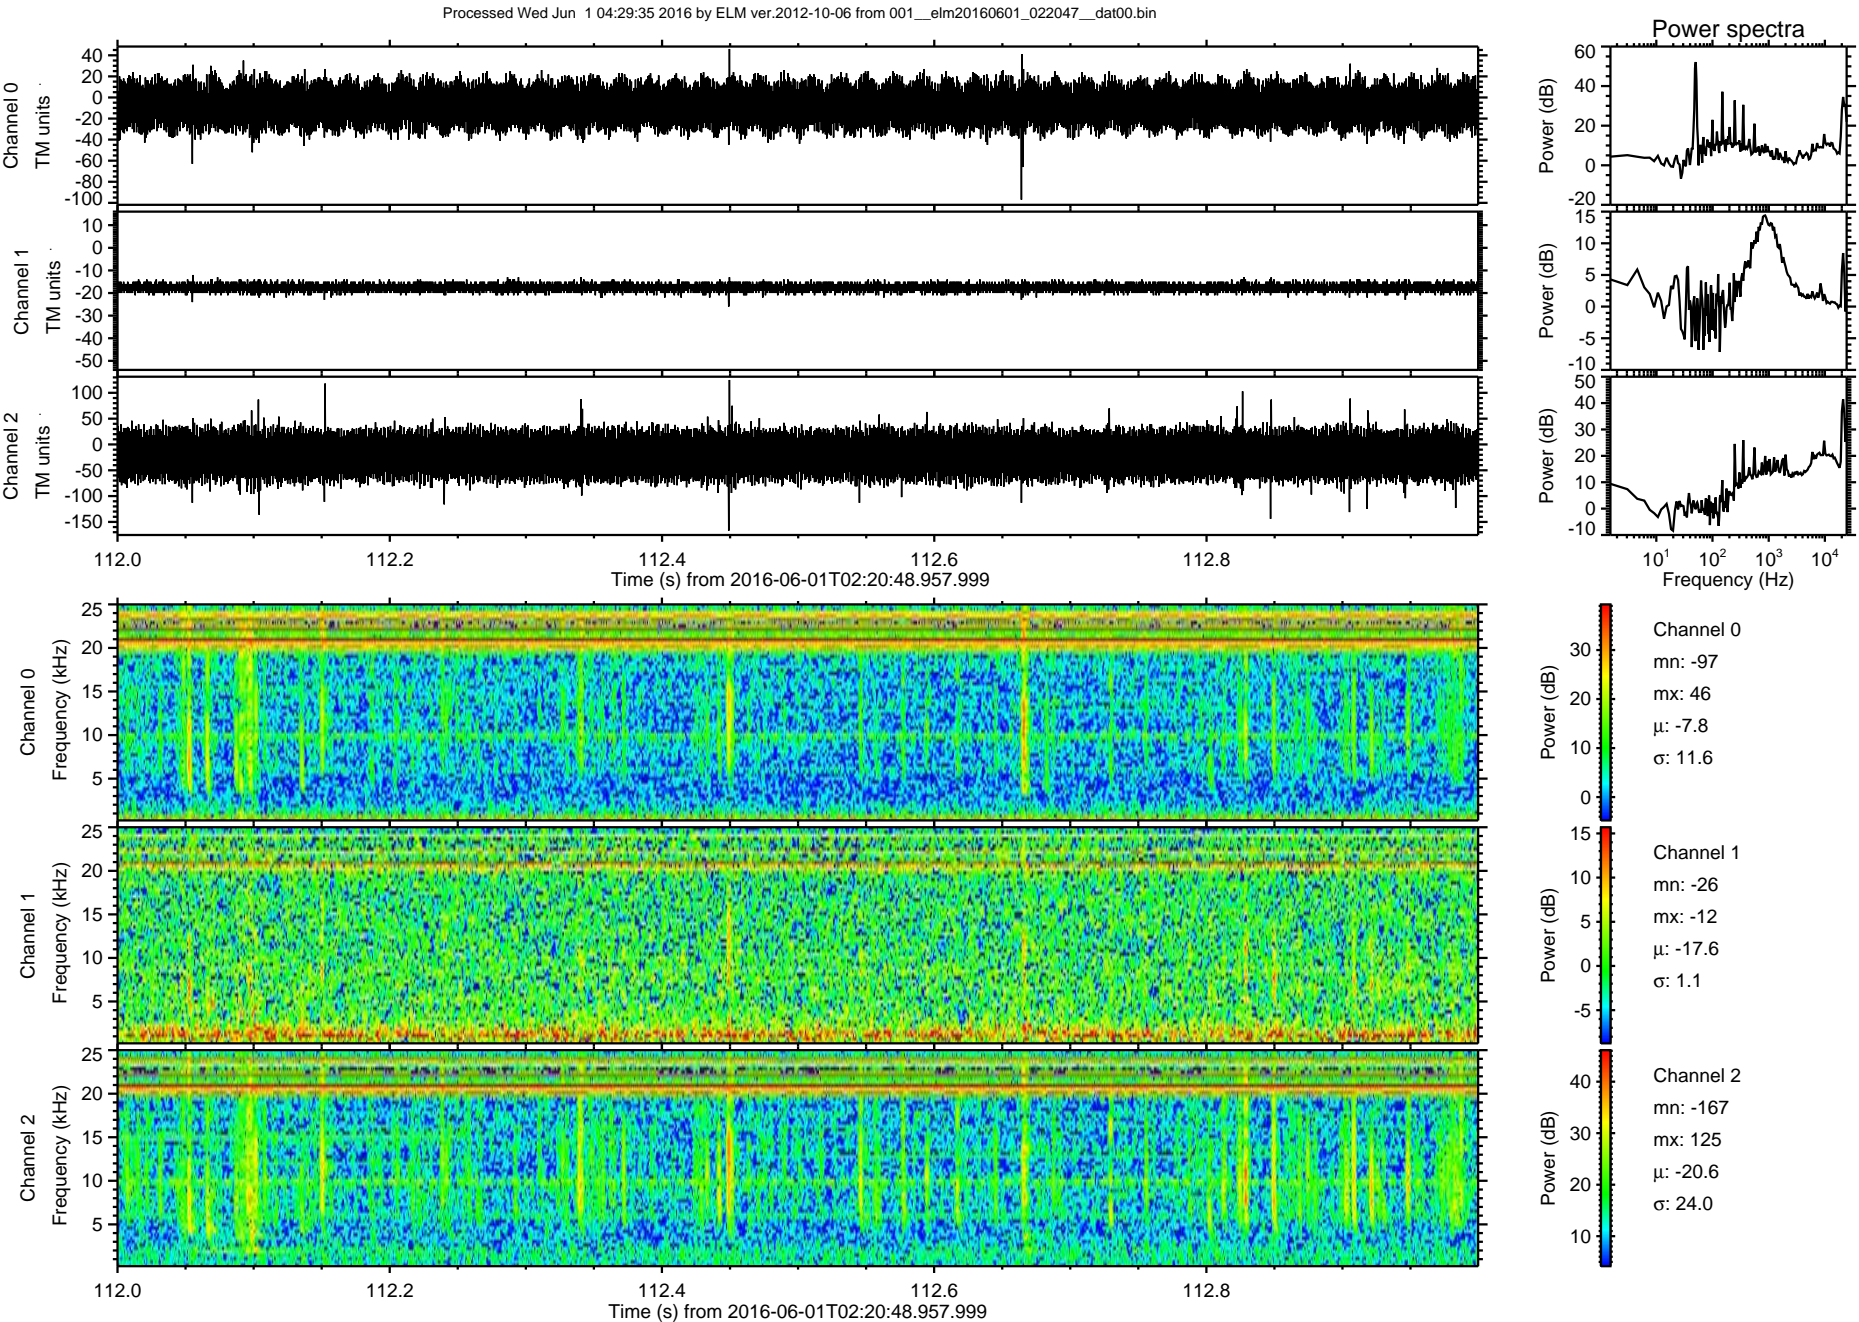 Processed Wed Jun 1 04:29:35 2016 by ELM ver.2012-10-06 from 001__elm20160601_022047__dat00.bin
Power spectra
Channel 0
TM units
40
20
0
-20
-40
-60
-80
-100
Power (dB)
60
40
20
0
-20
Channel 1
TM units
10
0
-10
-20
-30
-40
-50
Power (dB)
15
10
5
0
-5
-10
Channel 2
TM units
100
50
0
-50
-100
-150
Power (dB)
50
40
30
20
10
0
-10
112.0 112.2 112.4 112.6 112.8
Time (s) from 2016-06-01T02:20:48.957.999
10¹ 10² 10³ 10⁴
Frequency (Hz)
Channel 0
Frequency (kHz)
25
20
15
10
5
Power (dB)
30
20
10
0
Channel 0
mn: -97
mx: 46
μ: -7.8
σ: 11.6
Channel 1
Frequency (kHz)
25
20
15
10
5
Power (dB)
15
10
5
0
-5
Channel 1
mn: -26
mx: -12
μ: -17.6
σ: 1.1
Channel 2
Frequency (kHz)
25
20
15
10
5
Power (dB)
40
30
20
10
Channel 2
mn: -167
mx: 125
μ: -20.6
σ: 24.0
112.0 112.2 112.4 112.6 112.8
Time (s) from 2016-06-01T02:20:48.957.999